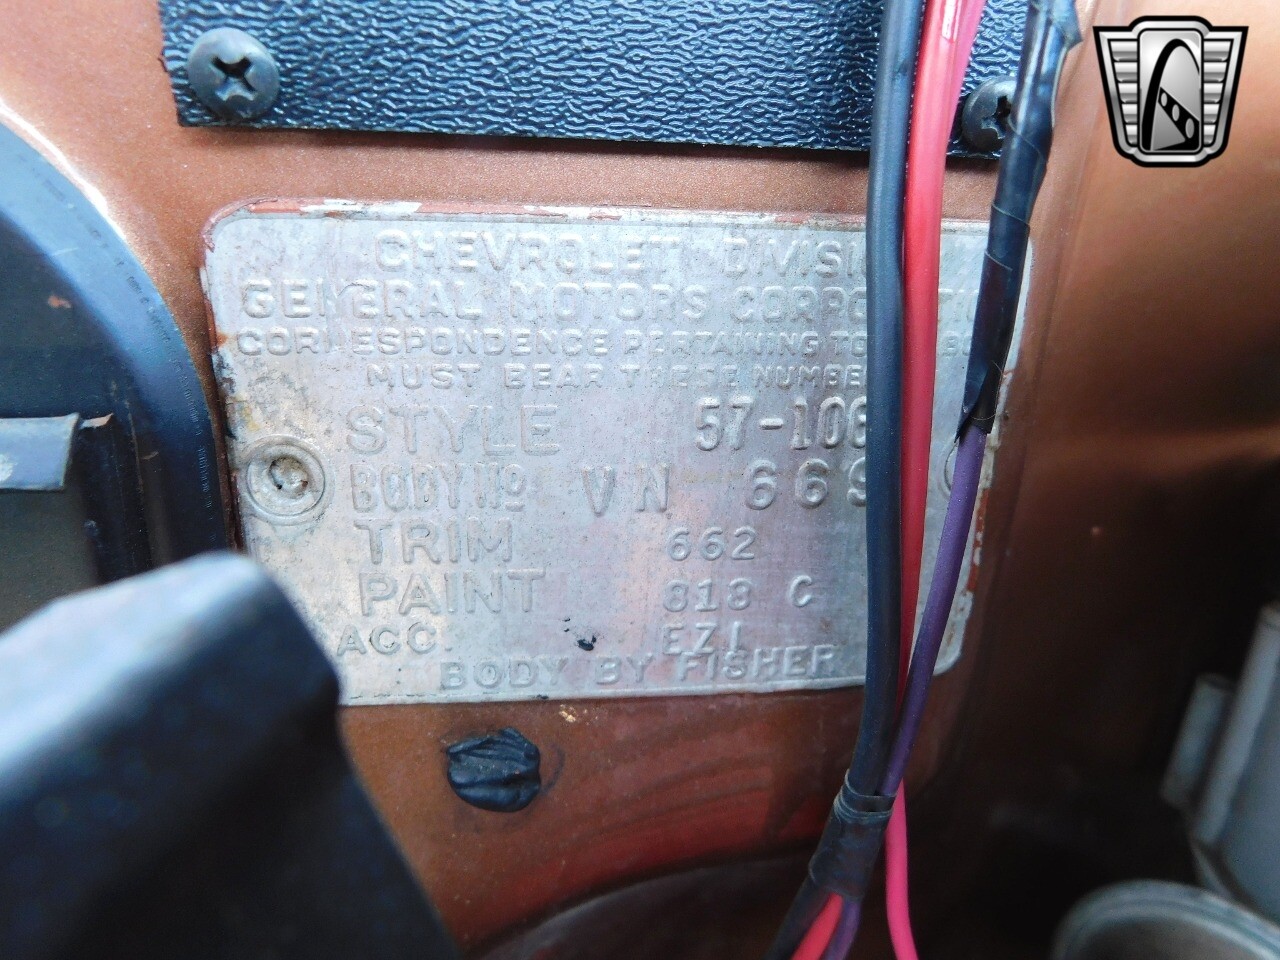 CHEVROLET DIVISI
GENERAL MOTORS CORPO
CORRESPONDENCE PERTAINING TO
MUST BEAR THESE NUMBE
STYLE 57-106
BODY NO VN 669
TRIM 662
PAINT 818 C
ACC. EZI
BODY BY FISHER